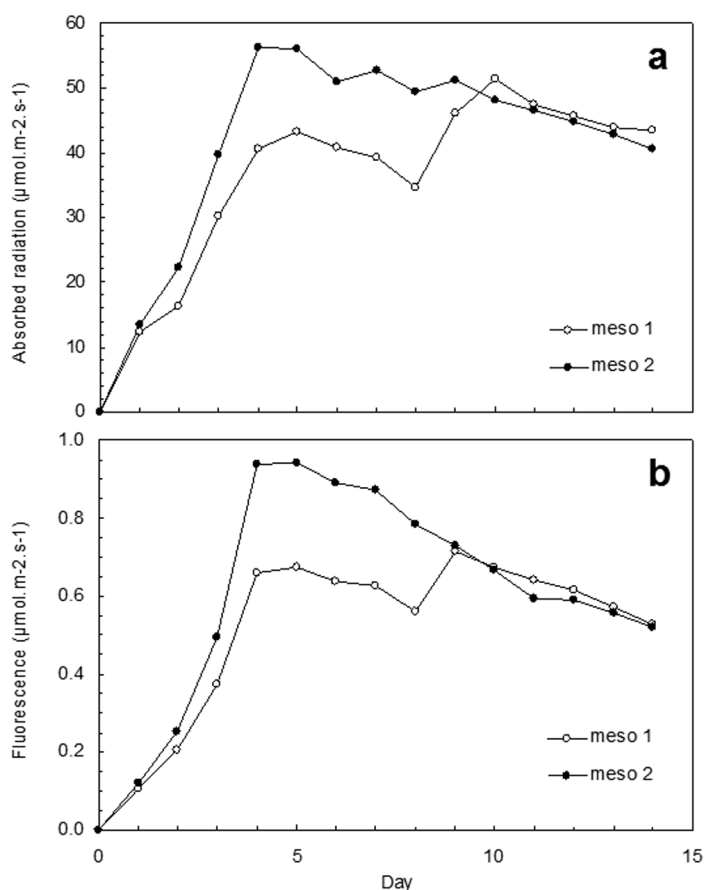 60
a
50
40
30
20
10
0
Absorbed radiation (µmol.m-2.s-1)
meso 1
meso 2
1.0
b
0.8
0.6
0.4
0.2
0.0
Fluorescence (µmol.m-2.s-1)
meso 1
meso 2
0 5 10 15
Day